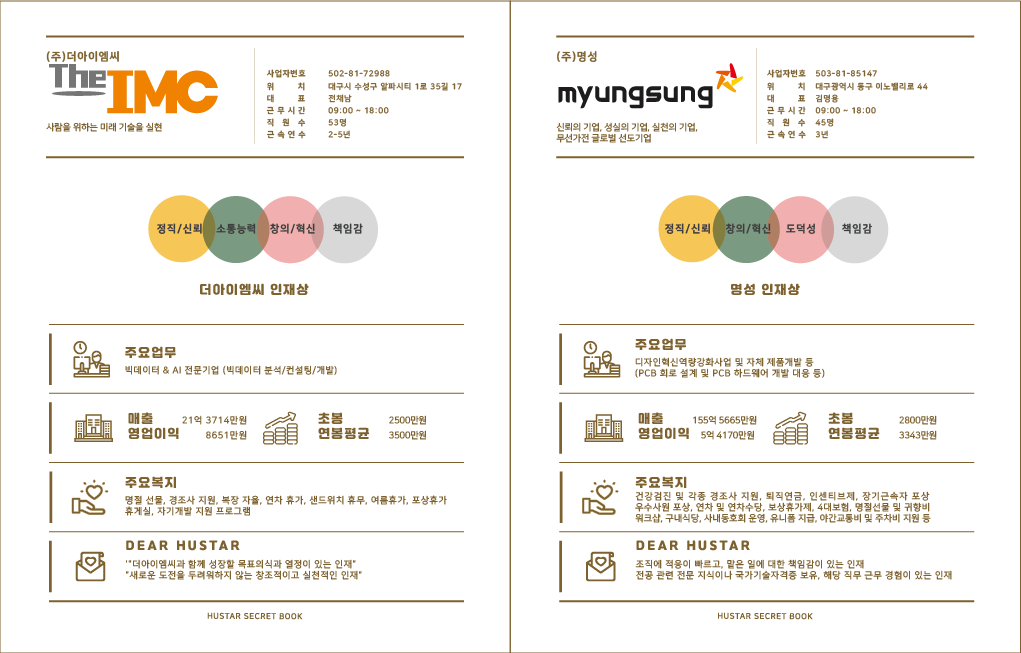 (주)더아이엠씨
The IMC
사람을 위하는 미래 기술을 실현
사업자번호 502-81-72988
위 치 대구시 수성구 알파시티 1로 35길 17
대 표 전채남
근무시간 09:00 ~ 18:00
직 원 수 53명
근속연수 2-5년
정직/신뢰 소통능력 창의/혁신 책임감
더아이엠씨 인재상
주요업무
빅데이터 & AI 전문기업 (빅데이터 분석/컨설팅/개발)
매출 21억 3714만원 초봉 2500만원
영업이익 8651만원 연봉평균 3500만원
주요복지
명절 선물, 경조사 지원, 복장 자율, 연차 휴가, 샌드위치 휴무, 여름휴가, 포상휴가
휴게실, 자기개발 지원 프로그램
DEAR HUSTAR
'"더아이엠씨과 함께 성장할 목표의식과 열정이 있는 인재"
"새로운 도전을 두려워하지 않는 창조적이고 실천적인 인재"
HUSTAR SECRET BOOK
(주)명성
myungsung
신뢰의 기업, 성실의 기업, 실천의 기업,
무선가전 글로벌 선도기업
사업자번호 503-81-85147
위 치 대구광역시 동구 이노밸리로 44
대 표 김명용
근무시간 09:00 ~ 18:00
직 원 수 45명
근속연수 3년
정직/신뢰 창의/혁신 도덕성 책임감
명성 인재상
주요업무
디자인혁신역량강화사업 및 자체 제품개발 등
(PCB 회로 설계 및 PCB 하드웨어 개발 대응 등)
매출 155억 5665만원 초봉 2800만원
영업이익 5억 4170만원 연봉평균 3343만원
주요복지
건강검진 및 각종 경조사 지원, 퇴직연금, 인센티브제, 장기근속자 포상
우수사원 포상, 연차 및 연차수당, 보상휴가제, 4대보험, 명절선물 및 귀향비
워크샵, 구내식당, 사내동호회 운영, 유니폼 지급, 야간교통비 및 주차비 지원 등
DEAR HUSTAR
조직에 적응이 빠르고, 맡은 일에 대한 책임감이 있는 인재
전공 관련 전문 지식이나 국가기술자격증 보유, 해당 직무 근무 경험이 있는 인재
HUSTAR SECRET BOOK